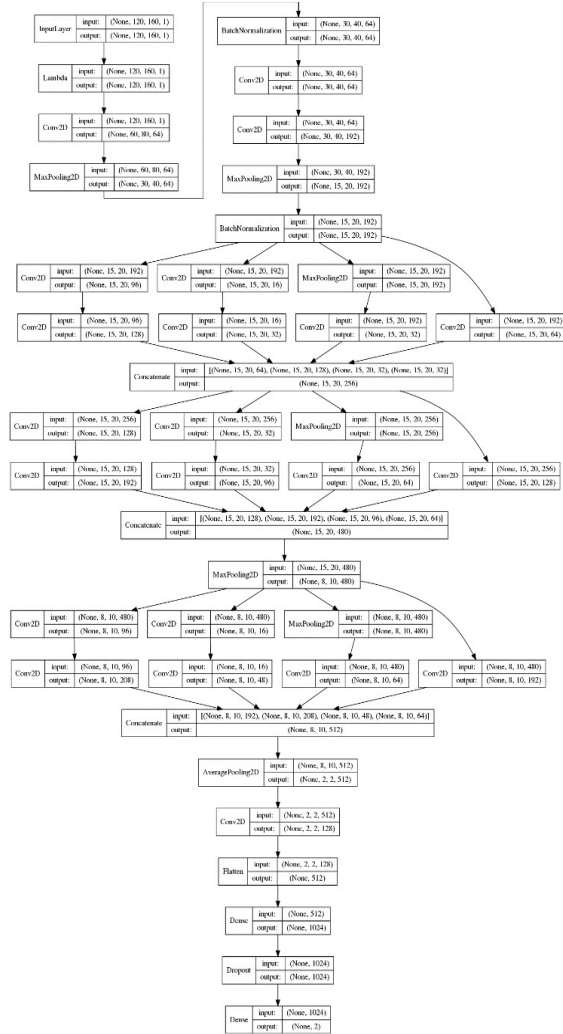 InputLayer input: (None, 120, 160, 1)
output: (None, 120, 160, 1)
Lambda input: (None, 120, 160, 1)
output: (None, 120, 160, 1)
Conv2D input: (None, 120, 160, 1)
output: (None, 60, 80, 64)
MaxPooling2D input: (None, 60, 80, 64)
output: (None, 30, 40, 64)
BatchNormalization input: (None, 30, 40, 64)
output: (None, 30, 40, 64)
Conv2D input: (None, 30, 40, 64)
output: (None, 30, 40, 64)
Conv2D input: (None, 30, 40, 64)
output: (None, 30, 40, 192)
MaxPooling2D input: (None, 30, 40, 192)
output: (None, 15, 20, 192)
BatchNormalization input: (None, 15, 20, 192)
output: (None, 15, 20, 192)
Conv2D input: (None, 15, 20, 192)
output: (None, 15, 20, 96)
Conv2D input: (None, 15, 20, 192)
output: (None, 15, 20, 16)
MaxPooling2D input: (None, 15, 20, 192)
output: (None, 15, 20, 192)
Conv2D input: (None, 15, 20, 96)
output: (None, 15, 20, 128)
Conv2D input: (None, 15, 20, 16)
output: (None, 15, 20, 32)
Conv2D input: (None, 15, 20, 192)
output: (None, 15, 20, 32)
Conv2D input: (None, 15, 20, 192)
output: (None, 15, 20, 64)
Concatenate input: [(None, 15, 20, 64), (None, 15, 20, 128), (None, 15, 20, 32), (None, 15, 20, 32)]
output: (None, 15, 20, 256)
Conv2D input: (None, 15, 20, 256)
output: (None, 15, 20, 128)
Conv2D input: (None, 15, 20, 256)
output: (None, 15, 20, 32)
MaxPooling2D input: (None, 15, 20, 256)
output: (None, 15, 20, 256)
Conv2D input: (None, 15, 20, 128)
output: (None, 15, 20, 192)
Conv2D input: (None, 15, 20, 32)
output: (None, 15, 20, 96)
Conv2D input: (None, 15, 20, 256)
output: (None, 15, 20, 64)
Conv2D input: (None, 15, 20, 256)
output: (None, 15, 20, 128)
Concatenate input: [(None, 15, 20, 128), (None, 15, 20, 192), (None, 15, 20, 96), (None, 15, 20, 64)]
output: (None, 15, 20, 480)
MaxPooling2D input: (None, 15, 20, 480)
output: (None, 8, 10, 480)
Conv2D input: (None, 8, 10, 480)
output: (None, 8, 10, 96)
Conv2D input: (None, 8, 10, 480)
output: (None, 8, 10, 16)
MaxPooling2D input: (None, 8, 10, 480)
output: (None, 8, 10, 480)
Conv2D input: (None, 8, 10, 96)
output: (None, 8, 10, 208)
Conv2D input: (None, 8, 10, 16)
output: (None, 8, 10, 48)
Conv2D input: (None, 8, 10, 480)
output: (None, 8, 10, 64)
Conv2D input: (None, 8, 10, 480)
output: (None, 8, 10, 192)
Concatenate input: [(None, 8, 10, 192), (None, 8, 10, 208), (None, 8, 10, 48), (None, 8, 10, 64)]
output: (None, 8, 10, 512)
AveragePooling2D input: (None, 8, 10, 512)
output: (None, 2, 2, 512)
Conv2D input: (None, 2, 2, 512)
output: (None, 2, 2, 128)
Flatten input: (None, 2, 2, 128)
output: (None, 512)
Dense input: (None, 512)
output: (None, 1024)
Dropout input: (None, 1024)
output: (None, 1024)
Dense input: (None, 1024)
output: (None, 2)